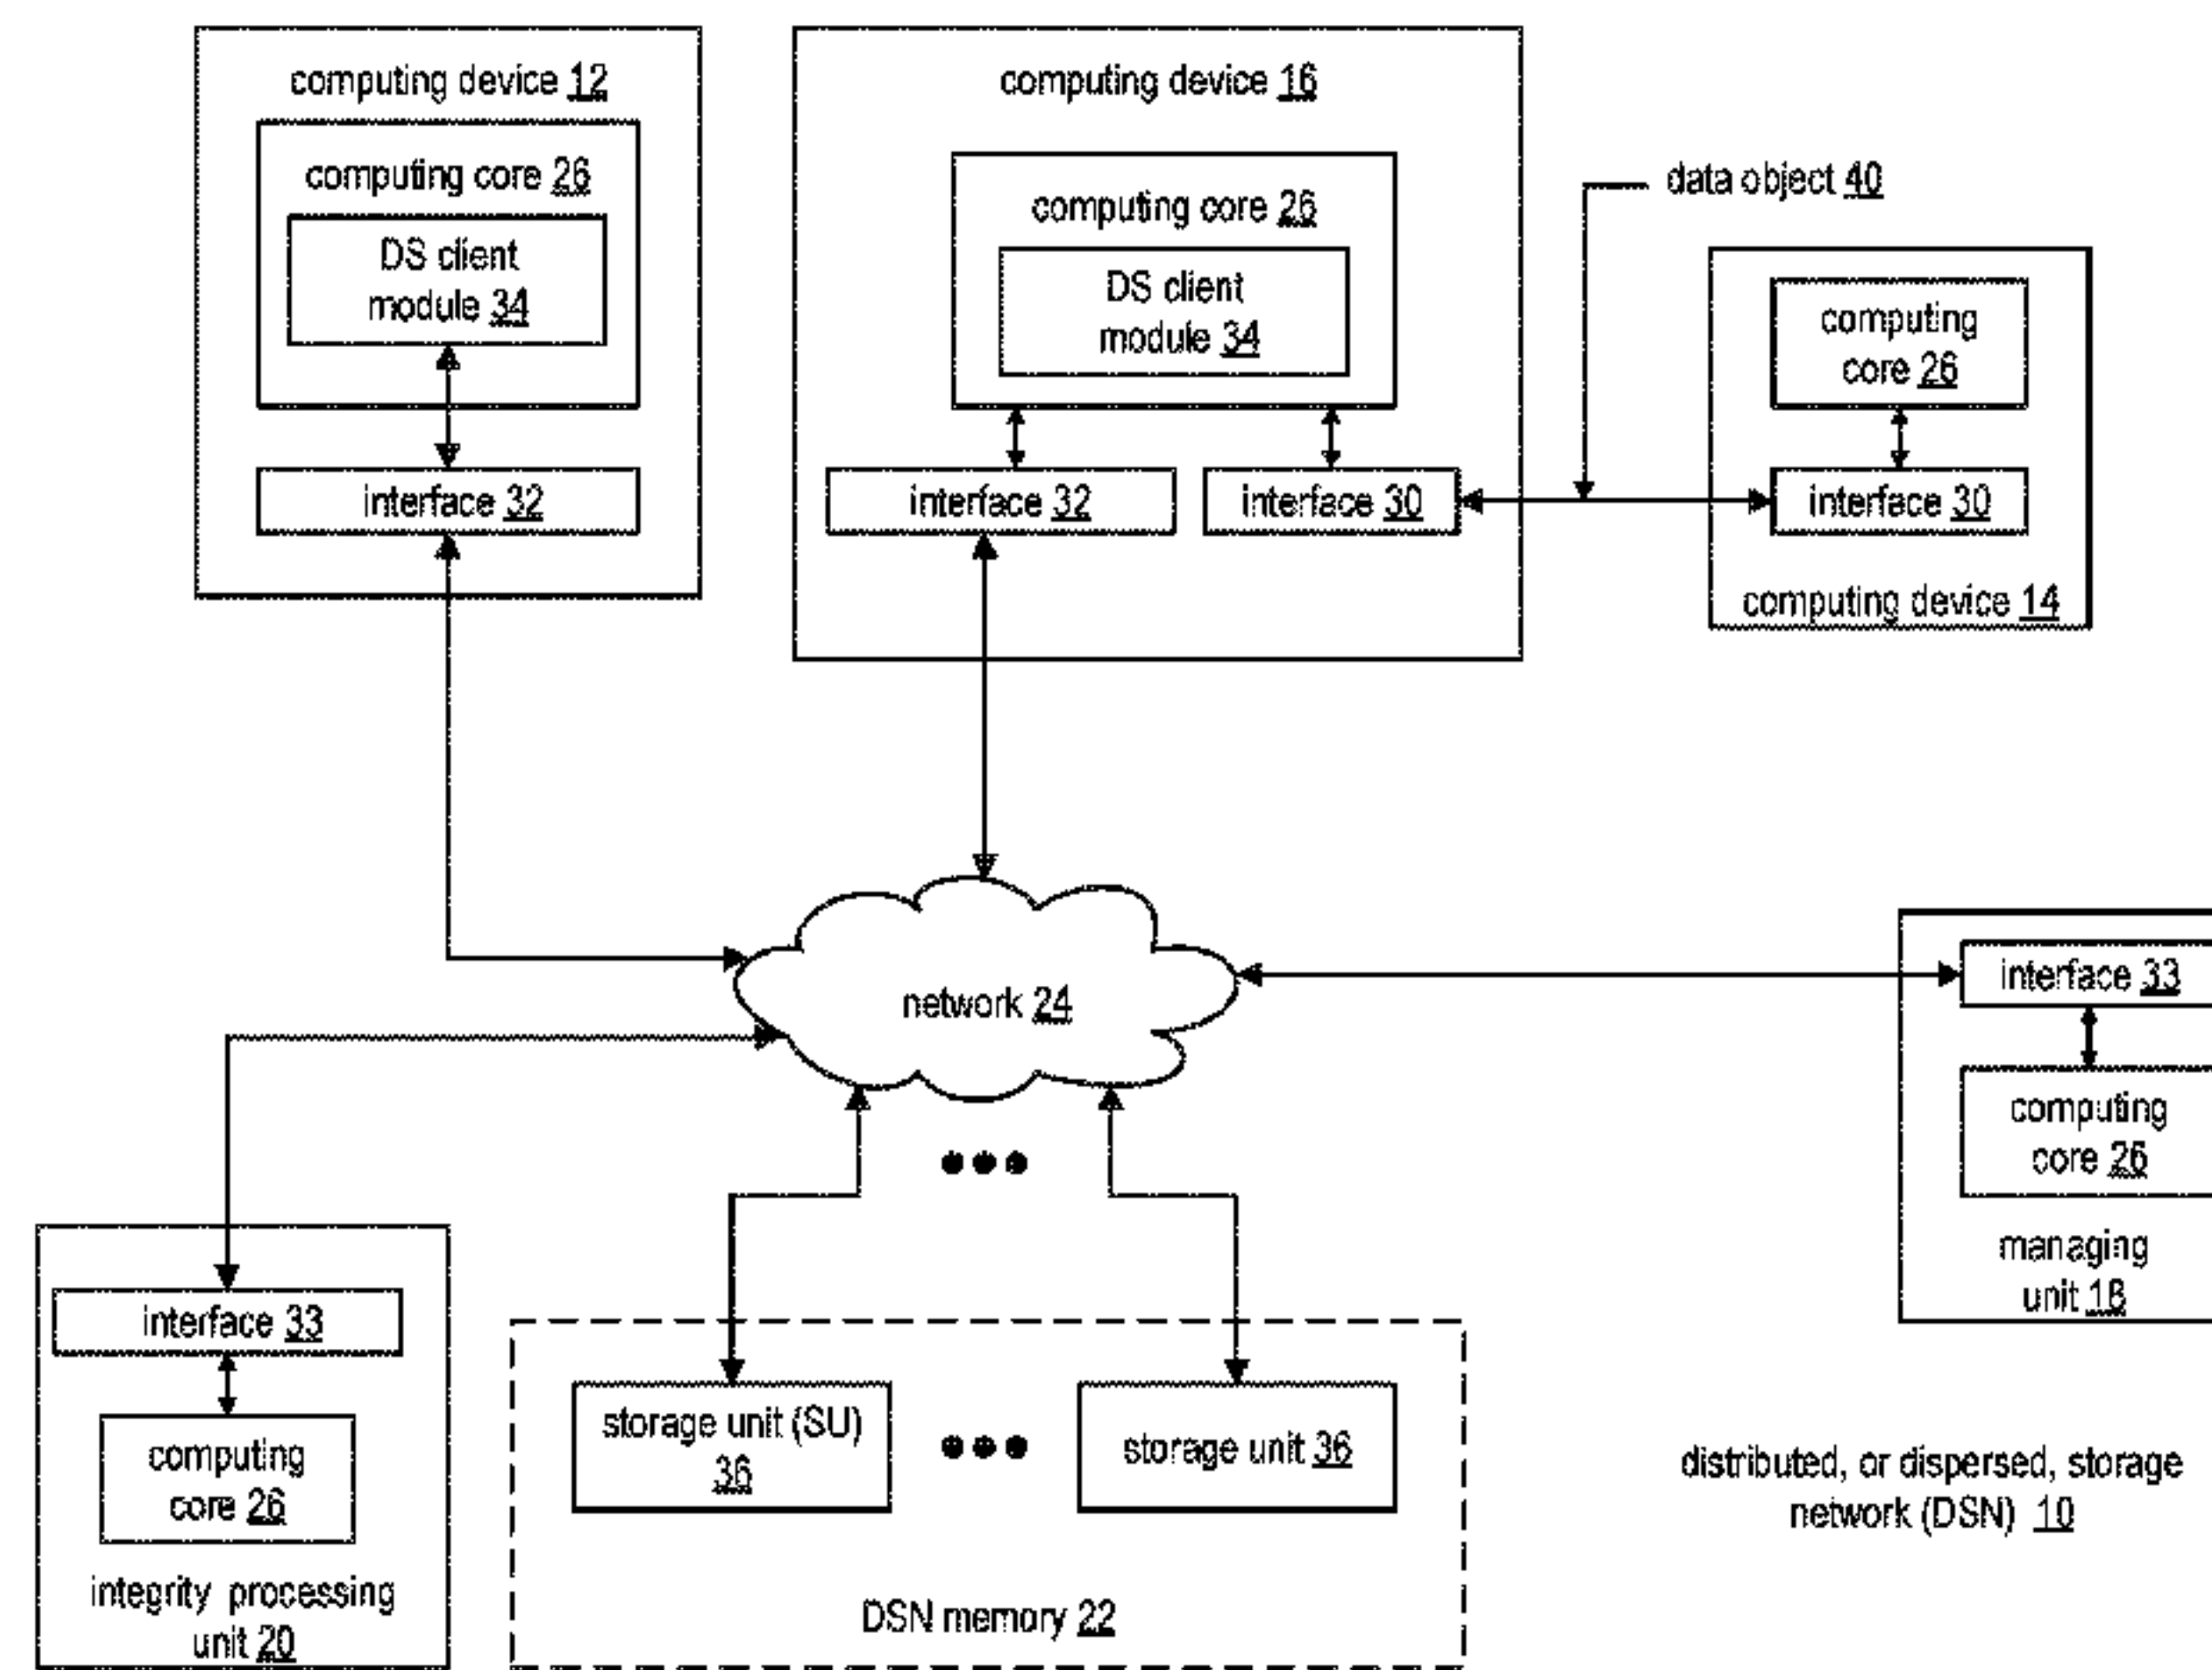 computing device 12
computing core 26
DS client
module 34
interface 32
computing device 16
computing core 26
DS client
module 34
interface 32
interface 30
data object 40
computing
core 26
interface 30
computing device 14
network 24
interface 33
computing
core 26
managing
unit 18
interface 33
computing
core 26
integrity processing
unit 20
storage unit (SU)
36
storage unit 36
DSN memory 22
distributed, or dispersed, storage
network (DSN) 10